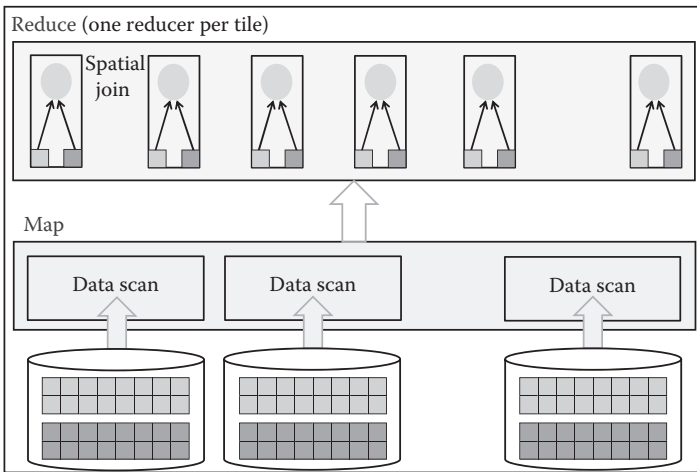 Reduce (one reducer per tile)
Spatial
join
Map
Data scan
Data scan
Data scan